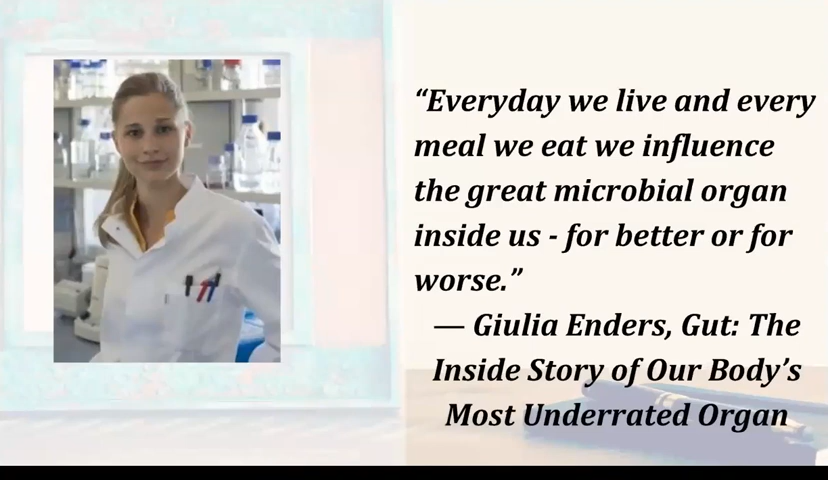 “Everyday we live and every
meal we eat we influence
the great microbial organ
inside us - for better or for
worse.”
— Giulia Enders, Gut: The
Inside Story of Our Body’s
Most Underrated Organ